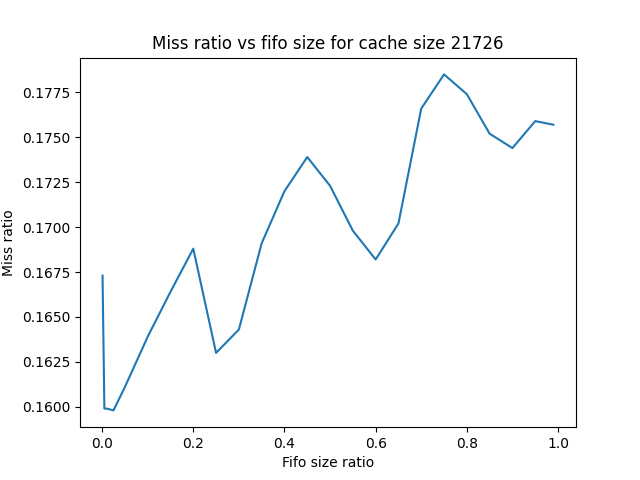 Miss ratio vs fifo size for cache size 21726
0.1775
0.1750
0.1725
0.1700
0.1675
0.1650
0.1625
0.1600
Miss ratio
0.0 0.2 0.4 0.6 0.8 1.0
Fifo size ratio